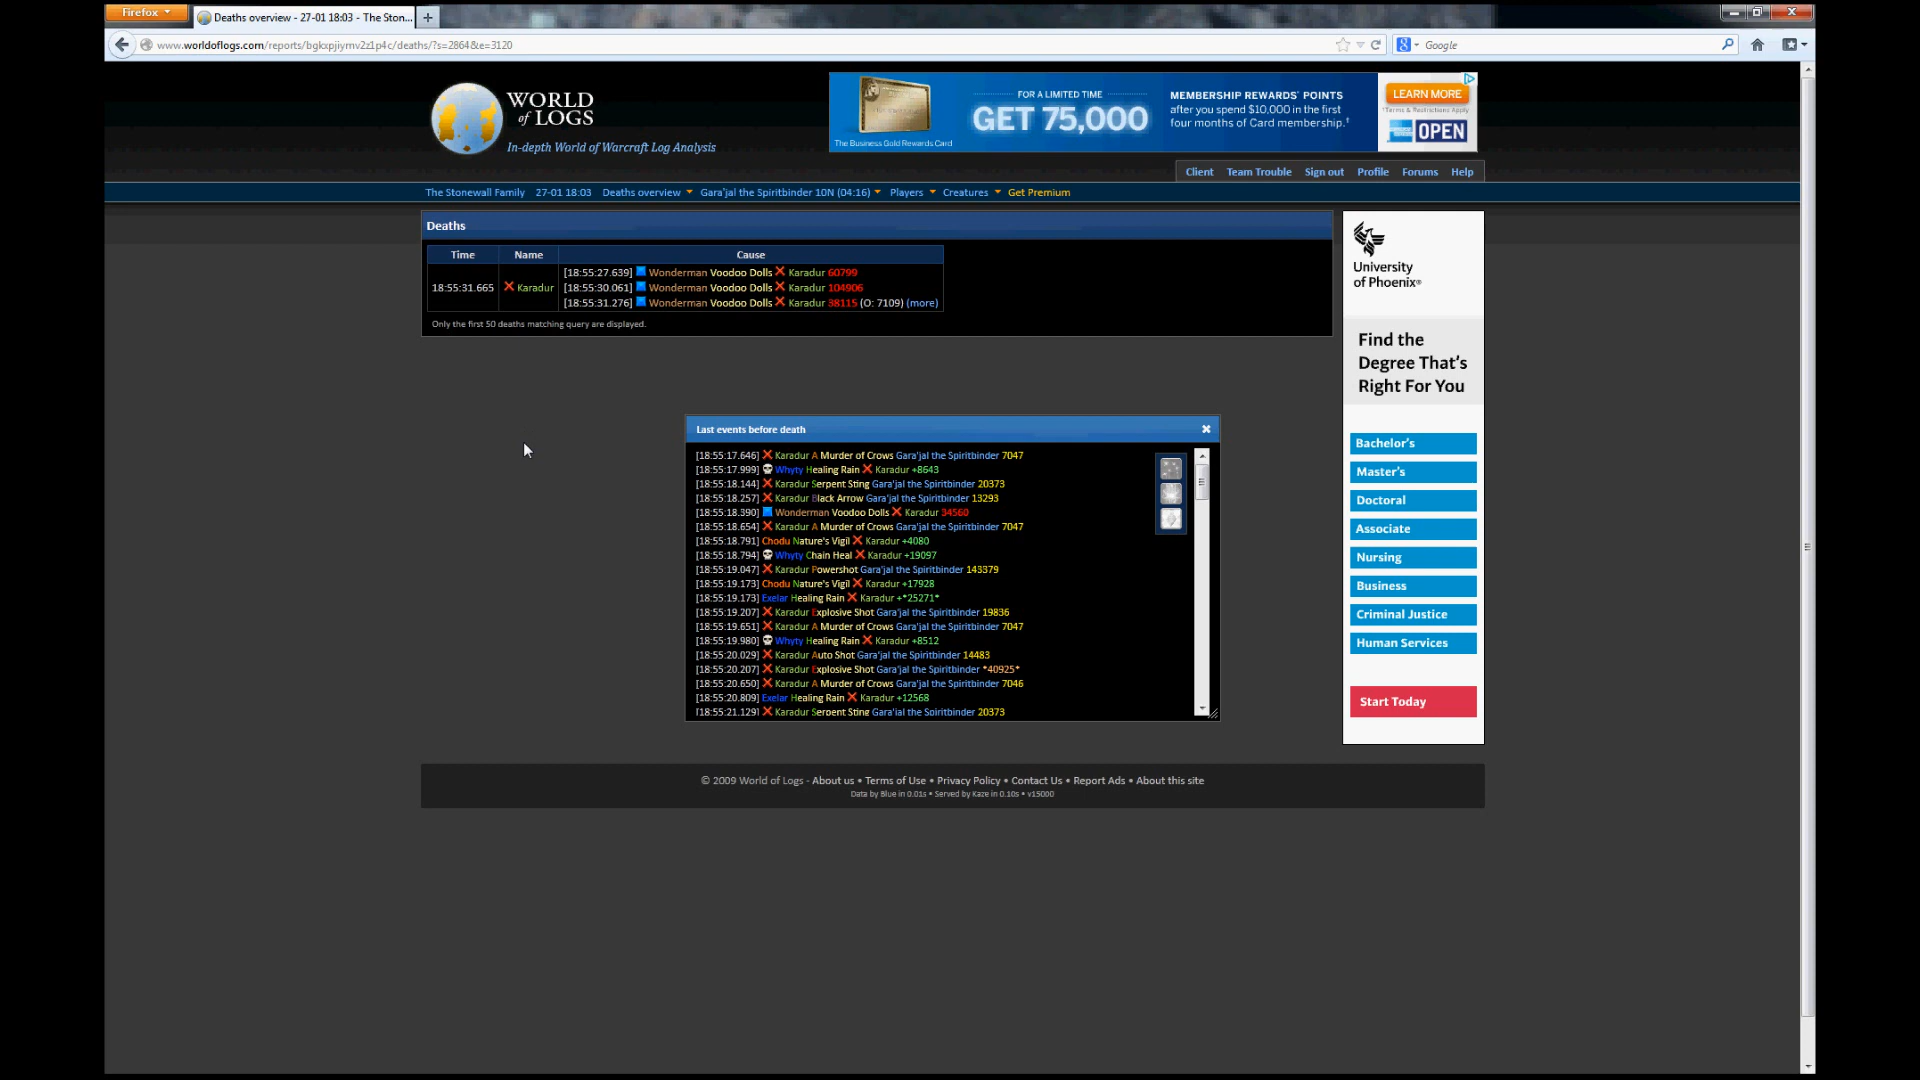 Firefox
Deaths overview - 27-01 18:03 - The Ston...
www.worldoflogs.com/reports/bgkxpjiyrnv2z1p4c/deaths/?s=2864&e=3120
Google
WORLD
of LOGS
In-depth World of Warcraft Log Analysis
FOR A LIMITED TIME
GET 75,000
The Business Gold Rewards Card
MEMBERSHIP REWARDS® POINTS
after you spend $10,000 in the first
four months of Card membership.†
LEARN MORE
†Terms & Restrictions Apply
OPEN
Client Team Trouble Sign out Profile Forums Help
The Stonewall Family 27-01 18:03 Deaths overview Gara'jal the Spiritbinder 10N (04:16) Players Creatures Get Premium
Deaths
Time Name Cause
18:55:31.665 Karadur
[18:55:27.639] Wonderman Voodoo Dolls Karadur 60799
[18:55:30.061] Wonderman Voodoo Dolls Karadur 104906
[18:55:31.276] Wonderman Voodoo Dolls Karadur 38115 (O: 7109) (more)
Only the first 50 deaths matching query are displayed.
Last events before death
[18:55:17.646] Karadur A Murder of Crows Gara'jal the Spiritbinder 7047
[18:55:17.999] Whyty Healing Rain Karadur +8643
[18:55:18.144] Karadur Serpent Sting Gara'jal the Spiritbinder 20373
[18:55:18.257] Karadur Black Arrow Gara'jal the Spiritbinder 13293
[18:55:18.390] Wonderman Voodoo Dolls Karadur 34560
[18:55:18.654] Karadur A Murder of Crows Gara'jal the Spiritbinder 7047
[18:55:18.791] Chodu Nature's Vigil Karadur +4080
[18:55:18.794] Whyty Chain Heal Karadur +19097
[18:55:19.047] Karadur Powershot Gara'jal the Spiritbinder 143379
[18:55:19.173] Chodu Nature's Vigil Karadur +17928
[18:55:19.173] Exelar Healing Rain Karadur +*25271*
[18:55:19.207] Karadur Explosive Shot Gara'jal the Spiritbinder 19836
[18:55:19.651] Karadur A Murder of Crows Gara'jal the Spiritbinder 7047
[18:55:19.980] Whyty Healing Rain Karadur +8512
[18:55:20.029] Karadur Auto Shot Gara'jal the Spiritbinder 14483
[18:55:20.207] Karadur Explosive Shot Gara'jal the Spiritbinder *40925*
[18:55:20.650] Karadur A Murder of Crows Gara'jal the Spiritbinder 7046
[18:55:20.809] Exelar Healing Rain Karadur +12568
[18:55:21.129] Karadur Serpent Sting Gara'jal the Spiritbinder 20373
University
of Phoenix®
Find the
Degree That's
Right For You
Bachelor's
Master's
Doctoral
Associate
Nursing
Business
Criminal Justice
Human Services
Start Today
© 2009 World of Logs - About us • Terms of Use • Privacy Policy • Contact Us • Report Ads • About this site
Data by Blue in 0.01s • Served by Kaze in 0.10s • v15000